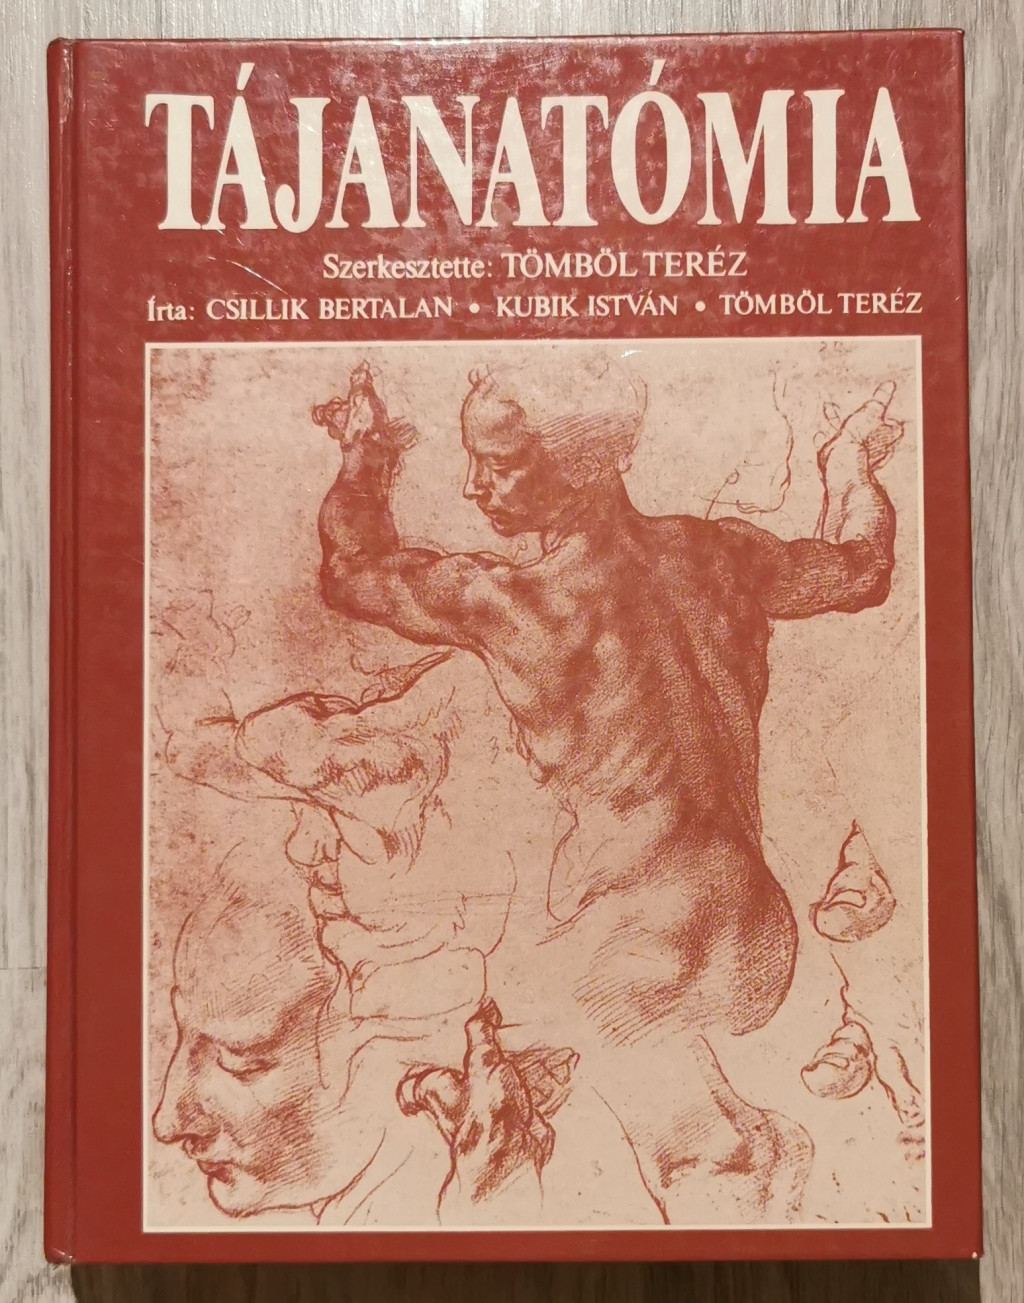 TÁJANATÓMIA
Szerkesztette: TÖMBÖL TERÉZ
Írta: CSILLIK BERTALAN • KUBIK ISTVÁN • TÖMBÖL TERÉZ